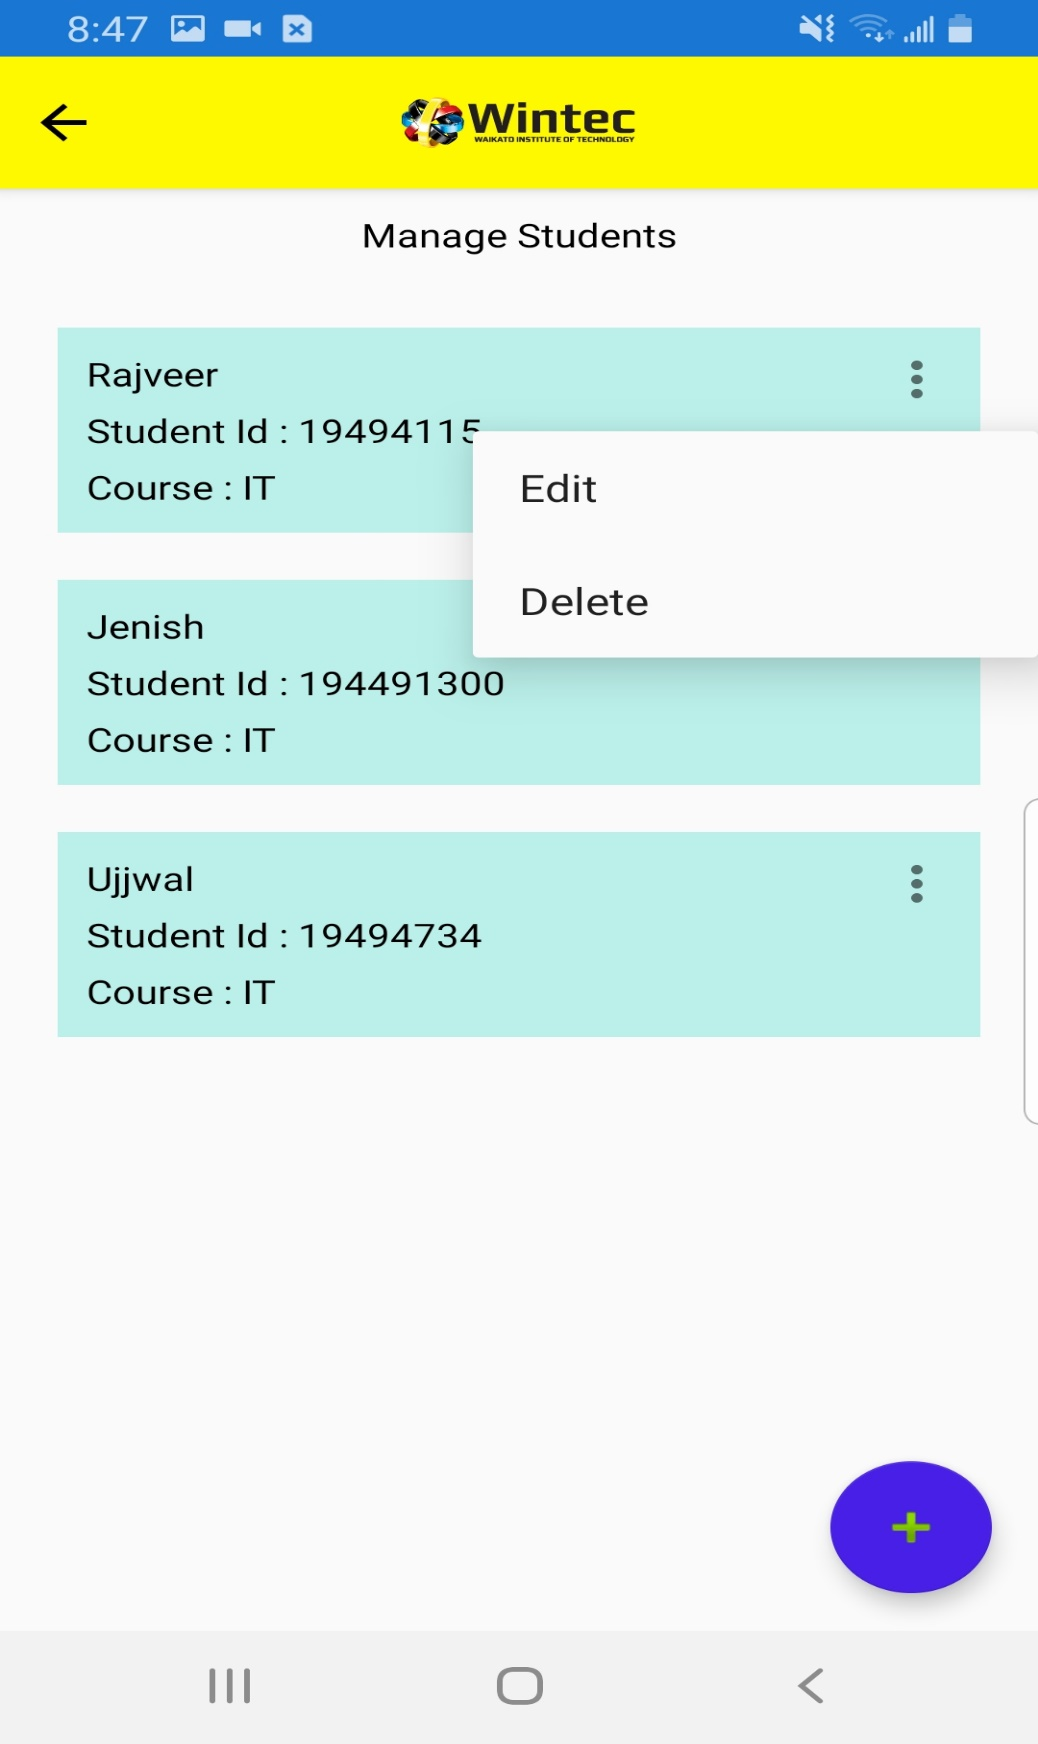 8:47
Wintec
WAIKATO INSTITUTE OF TECHNOLOGY
Manage Students
Rajveer
Student Id : 19494115
Course : IT
Edit
Delete
Jenish
Student Id : 194491300
Course : IT
Ujjwal
Student Id : 19494734
Course : IT